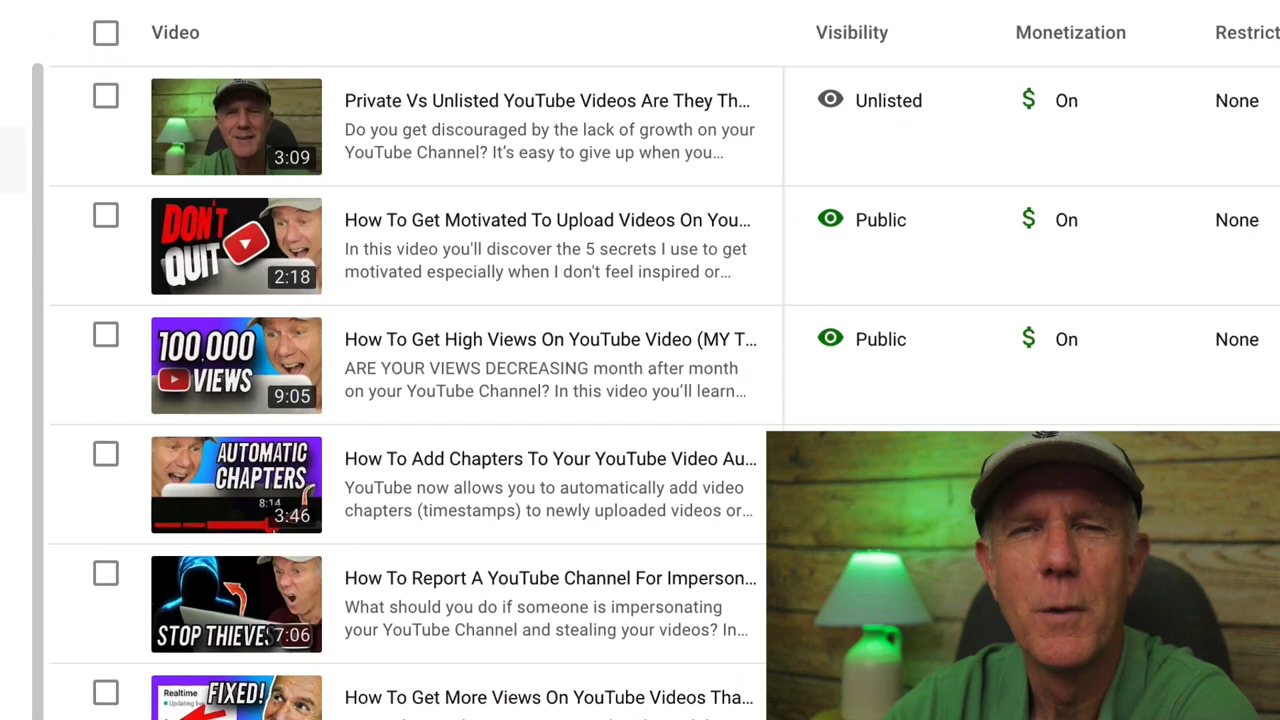 Video Visibility Monetization Restrict
Private Vs Unlisted YouTube Videos Are They Th…
Do you get discouraged by the lack of growth on your
YouTube Channel? It’s easy to give up when you…
3:09
Unlisted
$ On
None
DON'T
QUIT
2:18
How To Get Motivated To Upload Videos On You…
In this video you'll discover the 5 secrets I use to get
motivated especially when I don't feel inspired or…
Public
$ On
None
100,000
VIEWS
9:05
How To Get High Views On YouTube Video (MY T…
ARE YOUR VIEWS DECREASING month after month
on your YouTube Channel? In this video you’ll learn…
Public
$ On
None
AUTOMATIC
CHAPTERS
8:14
3:46
How To Add Chapters To Your YouTube Video Au…
YouTube now allows you to automatically add video
chapters (timestamps) to newly uploaded videos or…
STOP THIEVES
7:06
How To Report A YouTube Channel For Imperson…
What should you do if someone is impersonating
your YouTube Channel and stealing your videos? In…
Realtime
FIXED!
How To Get More Views On YouTube Videos Tha…